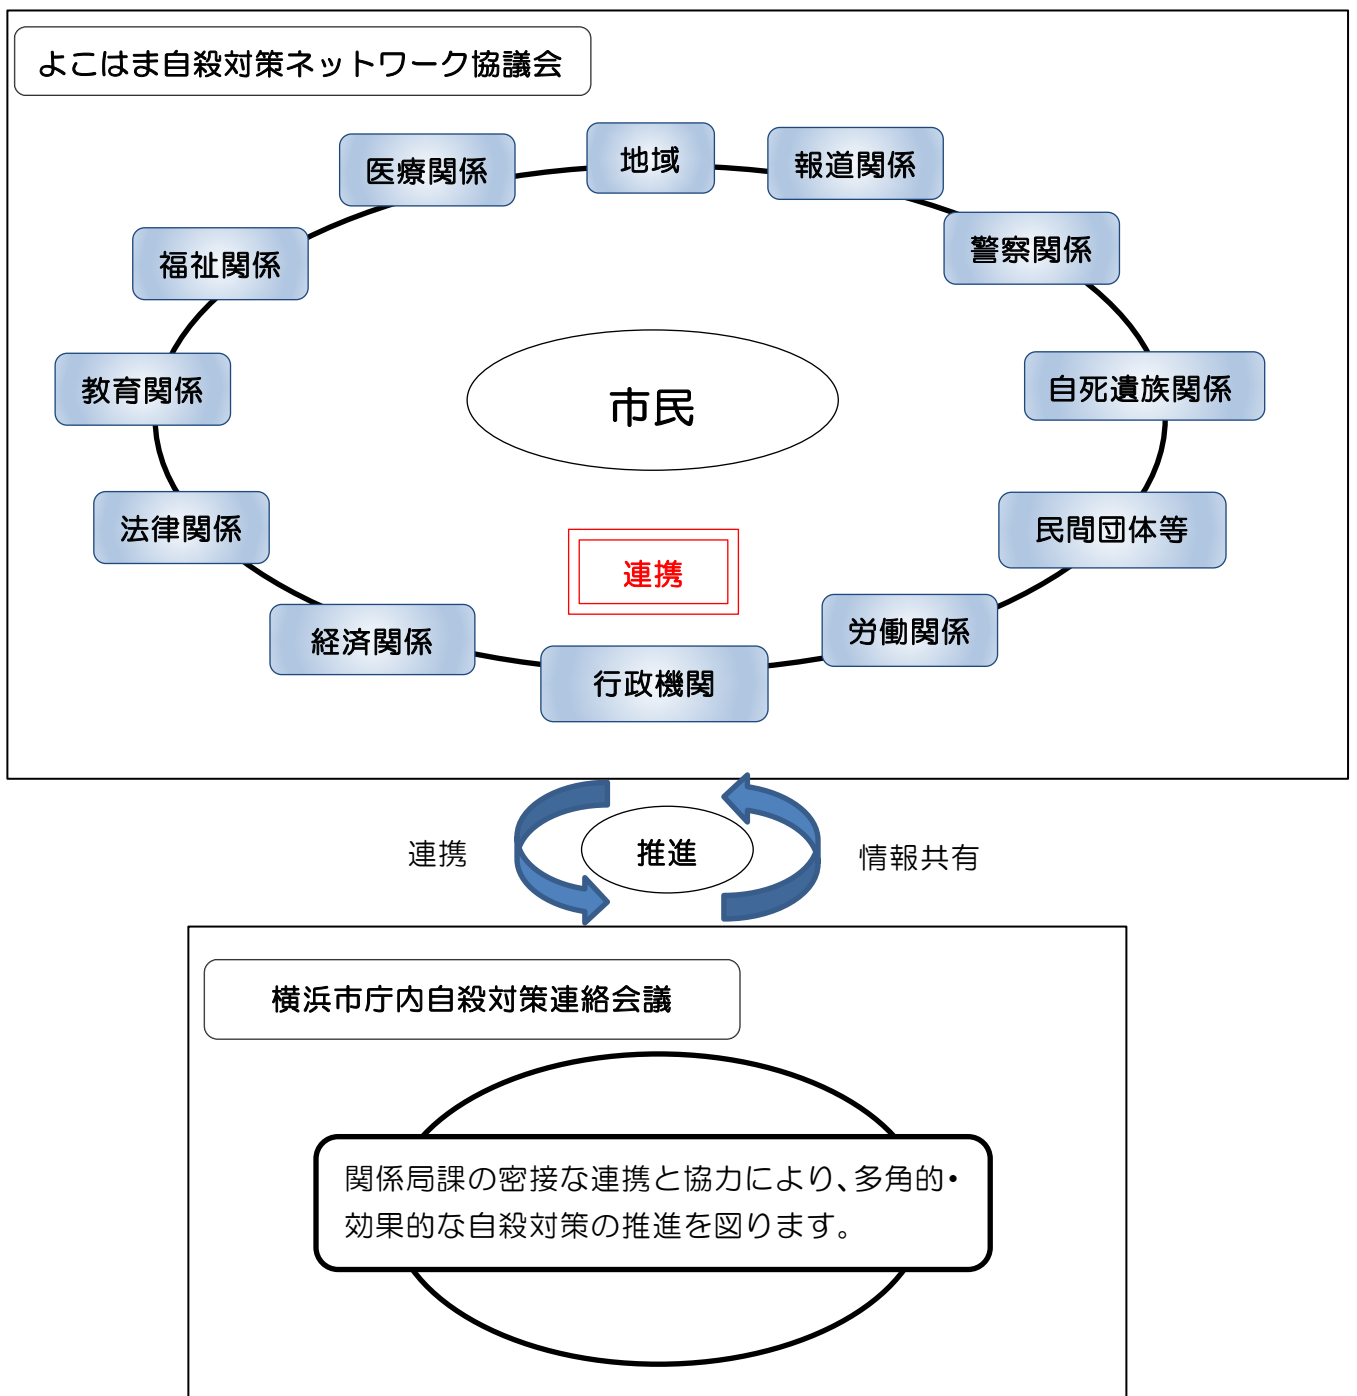 よこはま自殺対策ネットワーク協議会
医療関係
地域
報道関係
福祉関係
警察関係
教育関係
市民
自死遺族関係
法律関係
連携
民間団体等
経済関係
行政機関
労働関係
連携
推進
情報共有
横浜市庁内自殺対策連絡会議
関係局課の密接な連携と協力により、多角的・
効果的な自殺対策の推進を図ります。